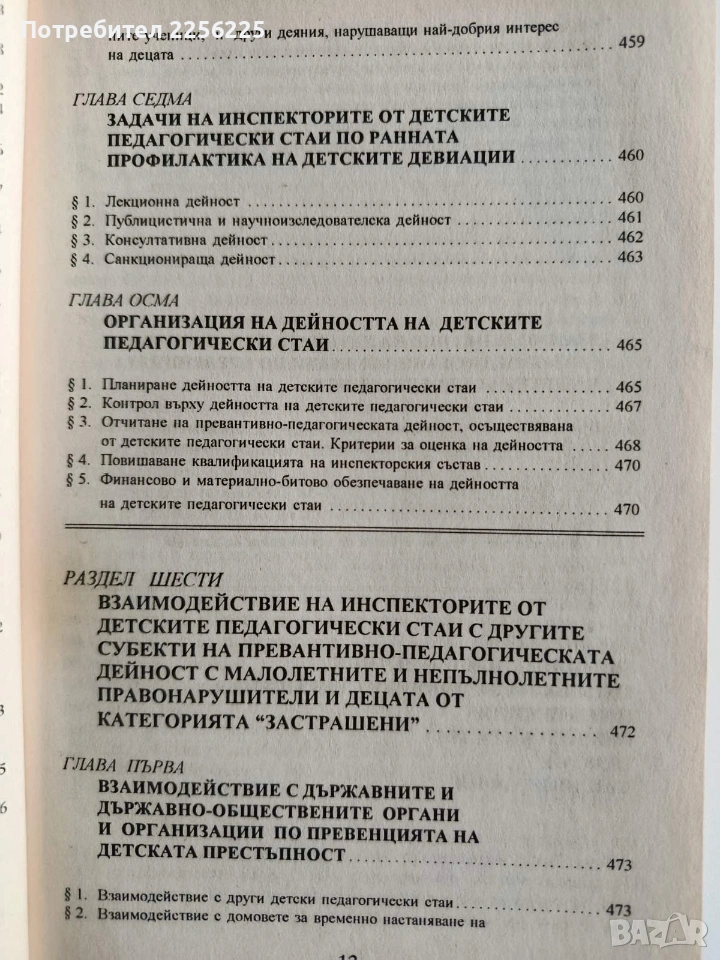 Потребител 2256225
ните ученици, и други деяния, нарушаващи най-добрия интерес
на децата ........ 459
ГЛАВА СЕДМА
ЗАДАЧИ НА ИНСПЕКТОРИТЕ ОТ ДЕТСКИТЕ
ПЕДАГОГИЧЕСКИ СТАИ ПО РАННАТА
ПРОФИЛАКТИКА НА ДЕТСКИТЕ ДЕВИАЦИИ ........ 460
§ 1. Лекционна дейност ........ 460
§ 2. Публицистична и научноизследователска дейност ........ 461
§ 3. Консултативна дейност ........ 462
§ 4. Санкционираща дейност ........ 463
ГЛАВА ОСМА
ОРГАНИЗАЦИЯ НА ДЕЙНОСТТА НА ДЕТСКИТЕ
ПЕДАГОГИЧЕСКИ СТАИ ........ 465
§ 1. Планиране дейността на детските педагогически стаи ........ 465
§ 2. Контрол върху дейността на детските педагогически стаи ........ 467
§ 3. Отчитане на превантивно-педагогическата дейност, осъществявана
от детските педагогически стаи. Критерии за оценка на дейността ........ 468
§ 4. Повишаване квалификацията на инспекторския състав ........ 470
§ 5. Финансово и материално-битово обезпечаване на дейността
на детските педагогически стаи ........ 470
РАЗДЕЛ ШЕСТИ
ВЗАИМОДЕЙСТВИЕ НА ИНСПЕКТОРИТЕ ОТ
ДЕТСКИТЕ ПЕДАГОГИЧЕСКИ СТАИ С ДРУГИТЕ
СУБЕКТИ НА ПРЕВАНТИВНО-ПЕДАГОГИЧЕСКАТА
ДЕЙНОСТ С МАЛОЛЕТНИТЕ И НЕПЪЛНОЛЕТНИТЕ
ПРАВОНАРУШИТЕЛИ И ДЕЦАТА ОТ
КАТЕГОРИЯТА “ЗАСТРАШЕНИ” ........ 472
ГЛАВА ПЪРВА
ВЗАИМОДЕЙСТВИЕ С ДЪРЖАВНИТЕ И
ДЪРЖАВНО-ОБЩЕСТВЕНИТЕ ОРГАНИ
И ОРГАНИЗАЦИИ ПО ПРЕВЕНЦИЯТА НА
ДЕТСКАТА ПРЕСТЪПНОСТ ........ 473
§ 1. Взаимодействие с други детски педагогически стаи ........ 473
§ 2. Взаимодействие с домовете за временно настаняване на
12
BAZAR